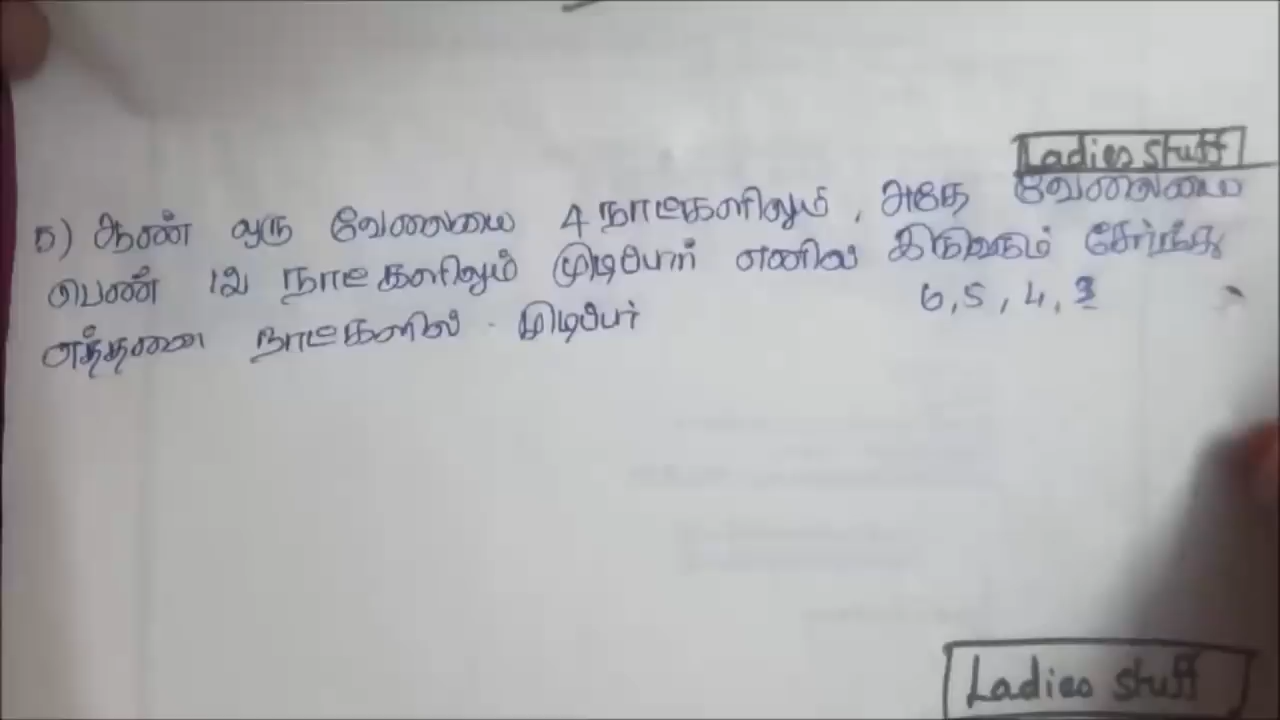 Ladies stuff
5) ஆண் ஒரு வேலையை 4 நாட்களிலும், அதே வேலையை
பெண் 12 நாட்களிலும் முடிப்பார் எனில் இருவரும் சேர்ந்து
எத்தனை நாட்களில் முடிப்பர்
6, 5, 4, 3
Ladies stuff